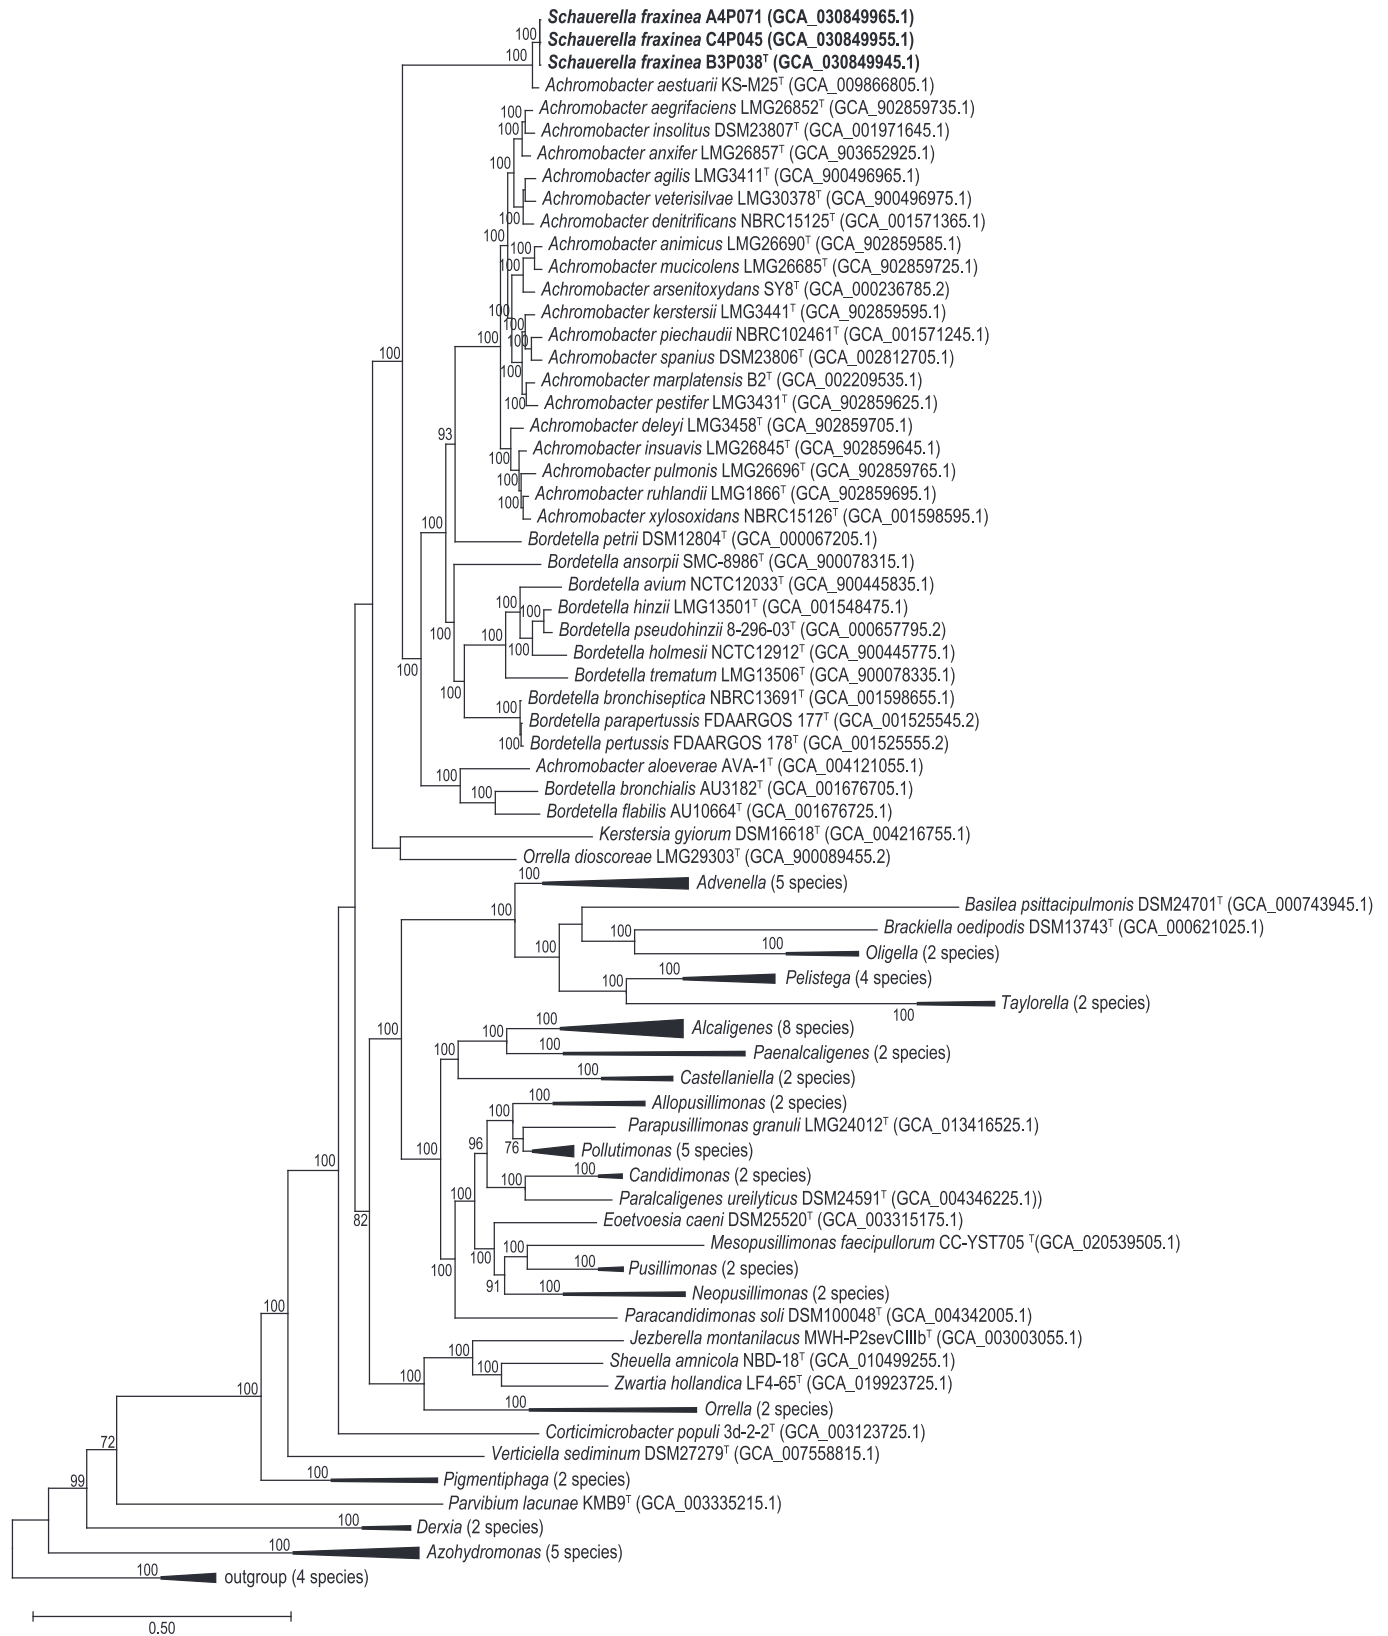 Schauerella fraxinea A4P071 (GCA_030849965.1)
100
Schauerella fraxinea C4P045 (GCA_030849955.1)
100
Schauerella fraxinea B3P038ᵀ (GCA_030849945.1)
Achromobacter aestuarii KS-M25ᵀ (GCA_009866805.1)
100
Achromobacter aegrifaciens LMG26852ᵀ (GCA_902859735.1)
100
Achromobacter insolitus DSM23807ᵀ (GCA_001971645.1)
Achromobacter anxifer LMG26857ᵀ (GCA_903652925.1)
100
Achromobacter agilis LMG3411ᵀ (GCA_900496965.1)
Achromobacter veterisilvae LMG30378ᵀ (GCA_900496975.1)
100
Achromobacter denitrificans NBRC15125ᵀ (GCA_001571365.1)
100
100
Achromobacter animicus LMG26690ᵀ (GCA_902859585.1)
100
Achromobacter mucicolens LMG26685ᵀ (GCA_902859725.1)
Achromobacter arsenitoxydans SY8ᵀ (GCA_000236785.2)
100
Achromobacter kerstersii LMG3441ᵀ (GCA_902859595.1)
100
100
100
Achromobacter piechaudii NBRC102461ᵀ (GCA_001571245.1)
100
Achromobacter spanius DSM23806ᵀ (GCA_002812705.1)
100
Achromobacter marplatensis B2ᵀ (GCA_002209535.1)
100
Achromobacter pestifer LMG3431ᵀ (GCA_902859625.1)
93
Achromobacter deleyi LMG3458ᵀ (GCA_902859705.1)
Achromobacter insuavis LMG26845ᵀ (GCA_902859645.1)
100
Achromobacter pulmonis LMG26696ᵀ (GCA_902859765.1)
100
Achromobacter ruhlandii LMG1866ᵀ (GCA_902859695.1)
100
Achromobacter xylosoxidans NBRC15126ᵀ (GCA_001598595.1)
100
Bordetella petrii DSM12804ᵀ (GCA_000067205.1)
Bordetella ansorpii SMC-8986ᵀ (GCA_900078315.1)
Bordetella avium NCTC12033ᵀ (GCA_900445835.1)
100
100
Bordetella hinzii LMG13501ᵀ (GCA_001548475.1)
Bordetella pseudohinzii 8-296-03ᵀ (GCA_000657795.2)
100
100
100
Bordetella holmesii NCTC12912ᵀ (GCA_900445775.1)
100
Bordetella trematum LMG13506ᵀ (GCA_900078335.1)
100
Bordetella bronchiseptica NBRC13691ᵀ (GCA_001598655.1)
100
Bordetella parapertussis FDAARGOS 177ᵀ (GCA_001525545.2)
100
Bordetella pertussis FDAARGOS 178ᵀ (GCA_001525555.2)
100
Achromobacter aloeverae AVA-1ᵀ (GCA_004121055.1)
100
Bordetella bronchialis AU3182ᵀ (GCA_001676705.1)
Bordetella flabilis AU10664ᵀ (GCA_001676725.1)
Kerstersia gyiorum DSM16618ᵀ (GCA_004216755.1)
Orrella dioscoreae LMG29303ᵀ (GCA_900089455.2)
100
Advenella (5 species)
100
Basilea psittacipulmonis DSM24701ᵀ (GCA_000743945.1)
Brackiella oedipodis DSM13743ᵀ (GCA_000621025.1)
100
100
Oligella (2 species)
100
100
Pelistega (4 species)
100
Taylorella (2 species)
100
Alcaligenes (8 species)
100
100
100
Paenalcaligenes (2 species)
100
100
Castellaniella (2 species)
100
Allopusillimonas (2 species)
100
Parapusillimonas granuli LMG24012ᵀ (GCA_013416525.1)
100
96
76
Pollutimonas (5 species)
100
Candidimonas (2 species)
100
100
Paralcaligenes ureilyticus DSM24591ᵀ (GCA_004346225.1))
82
Eoetvoesia caeni DSM25520ᵀ (GCA_003315175.1)
100
100
Mesopusillimonas faecipullorum CC-YST705 ᵀ(GCA_020539505.1)
100
100
Pusillimonas (2 species)
91
100
Neopusillimonas (2 species)
100
Paracandidimonas soli DSM100048ᵀ (GCA_004342005.1)
Jezberella montanilacus MWH-P2sevCIIIbᵀ (GCA_003003055.1)
100
Sheuella amnicola NBD-18ᵀ (GCA_010499255.1)
100
100
Zwartia hollandica LF4-65ᵀ (GCA_019923725.1)
100
100
Orrella (2 species)
Corticimicrobacter populi 3d-2-2ᵀ (GCA_003123725.1)
72
Verticiella sediminum DSM27279ᵀ (GCA_007558815.1)
99
100
Pigmentiphaga (2 species)
Parvibium lacunae KMB9ᵀ (GCA_003335215.1)
100
Derxia (2 species)
100
Azohydromonas (5 species)
100
outgroup (4 species)
0.50